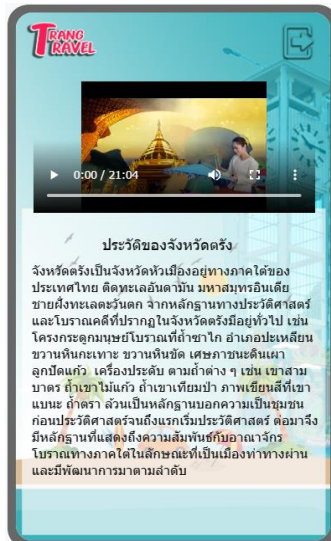 TRANG
TRAVEL
0:00 / 21:04
ประวัติของจังหวัดตรัง
จังหวัดตรังเป็นจังหวัดหัวเมืองอยู่ทางภาคใต้ของ
ประเทศไทย ติดทะเลอันดามัน มหาสมุทรอินเดีย
ชายฝั่งทะเลตะวันตก จากหลักฐานทางประวัติศาสตร์
และโบราณคดีที่ปรากฏในจังหวัดตรังมีอยู่ทั่วไป เช่น
โครงกระดูกมนุษย์โบราณที่ถ้ำซาไก อำเภอปะเหลียน
ขวานหินกะเทาะ ขวานหินขัด เศษภาชนะดินเผา
ลูกปัดแก้ว เครื่องประดับ ตามถ้ำต่าง ๆ เช่น เขาสาม
บาตร ถ้ำเขาไม้แก้ว ถ้ำเขาเทียมป่า ภาพเขียนสีที่เขา
แบนะ ถ้ำตรา ล้วนเป็นหลักฐานบอกความเป็นชุมชน
ก่อนประวัติศาสตร์จนถึงแรกเริ่มประวัติศาสตร์ ต่อมาจึง
มีหลักฐานที่แสดงถึงความสัมพันธ์กับอาณาจักร
โบราณทางภาคใต้ในลักษณะที่เป็นเมืองท่าทางผ่าน
และมีพัฒนาการมาตามลำดับ